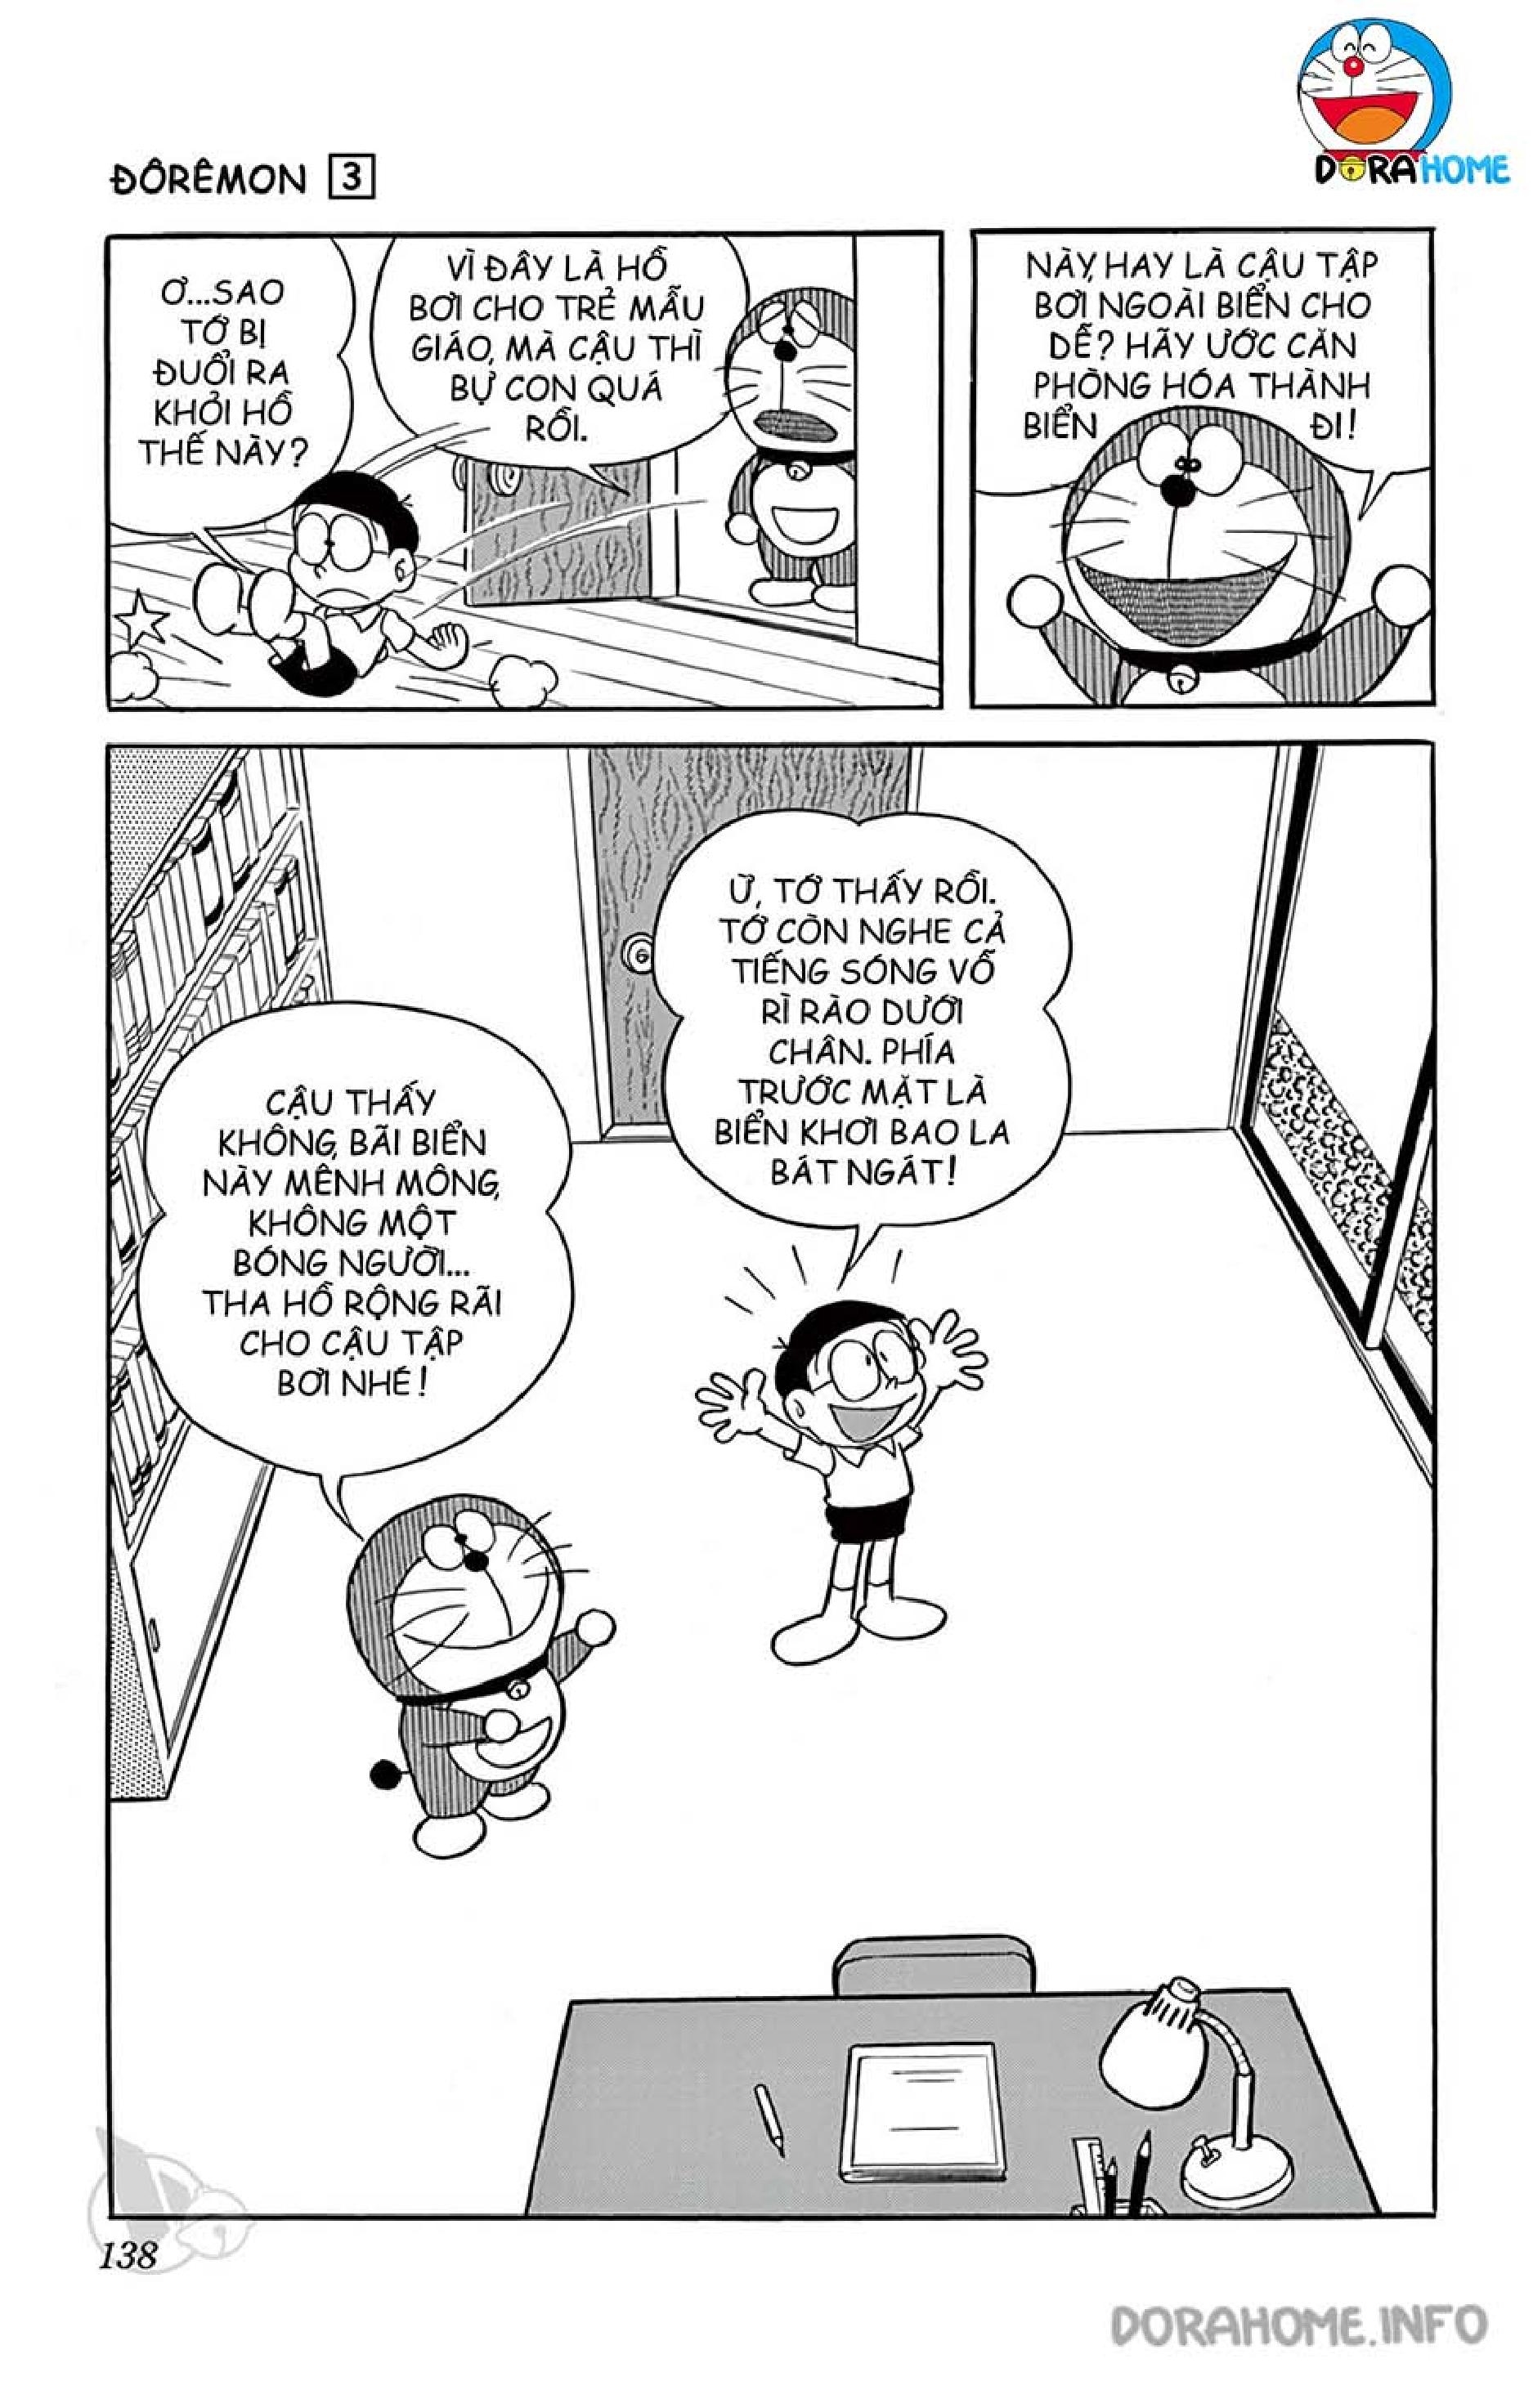 DORAHOME
ĐÔRÊMON 3
Ơ...SAO
TỚ BỊ
ĐUỔI RA
KHỎI HỒ
THẾ NÀY?
VÌ ĐÂY LÀ HỒ
BƠI CHO TRẺ MẪU
GIÁO, MÀ CẬU THÌ
BỰ CON QUÁ
RỒI.
NÀY, HAY LÀ CẬU TẬP
BƠI NGOÀI BIỂN CHO
DỄ? HÃY ƯỚC CĂN
PHÒNG HÓA THÀNH
BIỂN ĐI!
CẬU THẤY
KHÔNG, BÃI BIỂN
NÀY MÊNH MÔNG,
KHÔNG MỘT
BÓNG NGƯỜI...
THA HỒ RỘNG RÃI
CHO CẬU TẬP
BƠI NHÉ!
Ừ, TỚ THẤY RỒI.
TỚ CÒN NGHE CẢ
TIẾNG SÓNG VỖ
RÌ RÀO DƯỚI
CHÂN. PHÍA
TRƯỚC MẶT LÀ
BIỂN KHƠI BAO LA
BÁT NGÁT!
138
DORAHOME.INFO